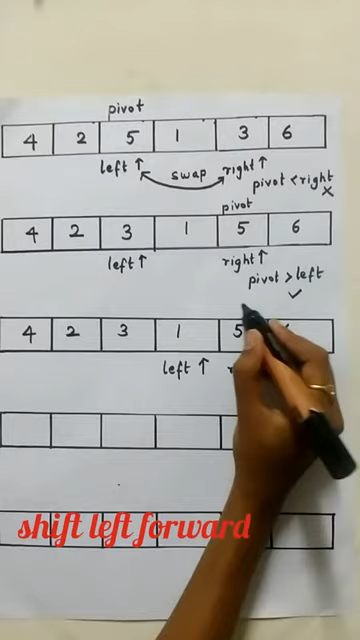 pivot
4 2 5 1 3 6
left ↑ swap right ↑
pivot < right
x
pivot
4 2 3 1 5 6
left ↑ right ↑
pivot > left
✓
4 2 3 1 5
left ↑
shift left forward